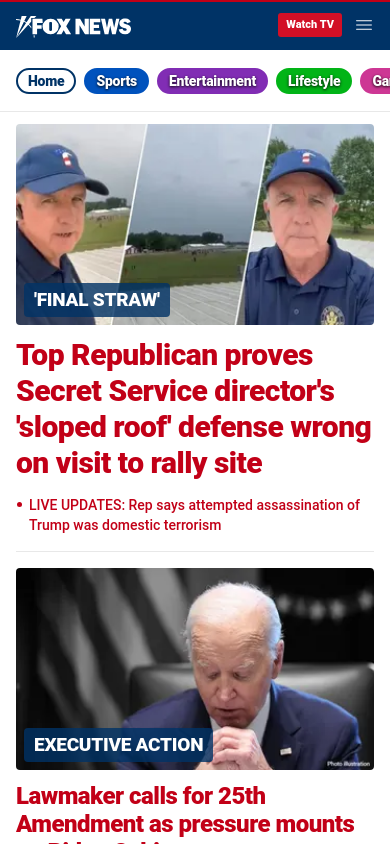 FOX NEWS
Watch TV
Home Sports Entertainment Lifestyle
'FINAL STRAW'
Top Republican proves
Secret Service director's
'sloped roof' defense wrong
on visit to rally site
• LIVE UPDATES: Rep says attempted assassination of
Trump was domestic terrorism
EXECUTIVE ACTION
Photo illustration
Lawmaker calls for 25th
Amendment as pressure mounts